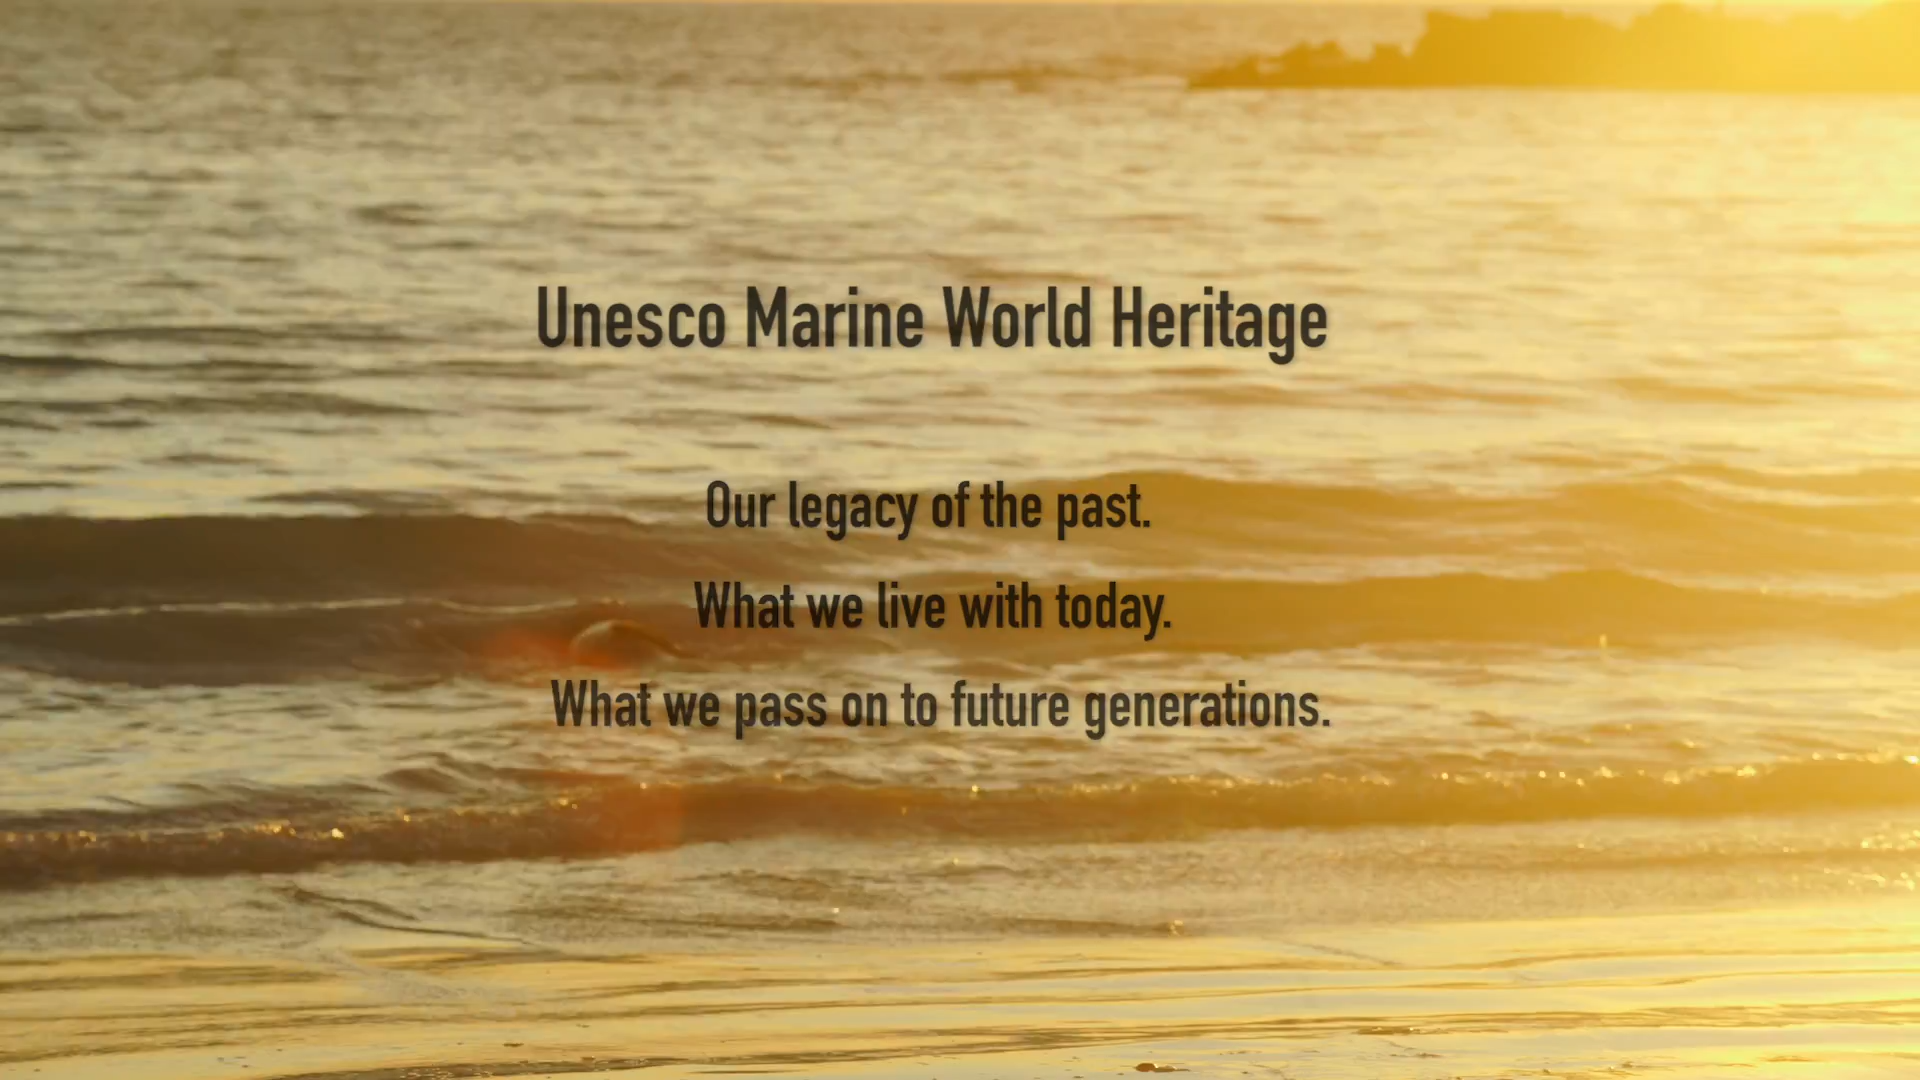 Unesco Marine World Heritage
Our legacy of the past.
What we live with today.
What we pass on to future generations.